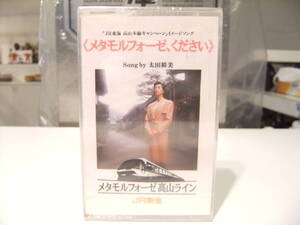 「JR東海 高山本線キャンペーン」イメージソング
《メタモルフォーゼ、ください》
Song by 太田裕美
メタモルフォーゼ高山ライン
JR東海